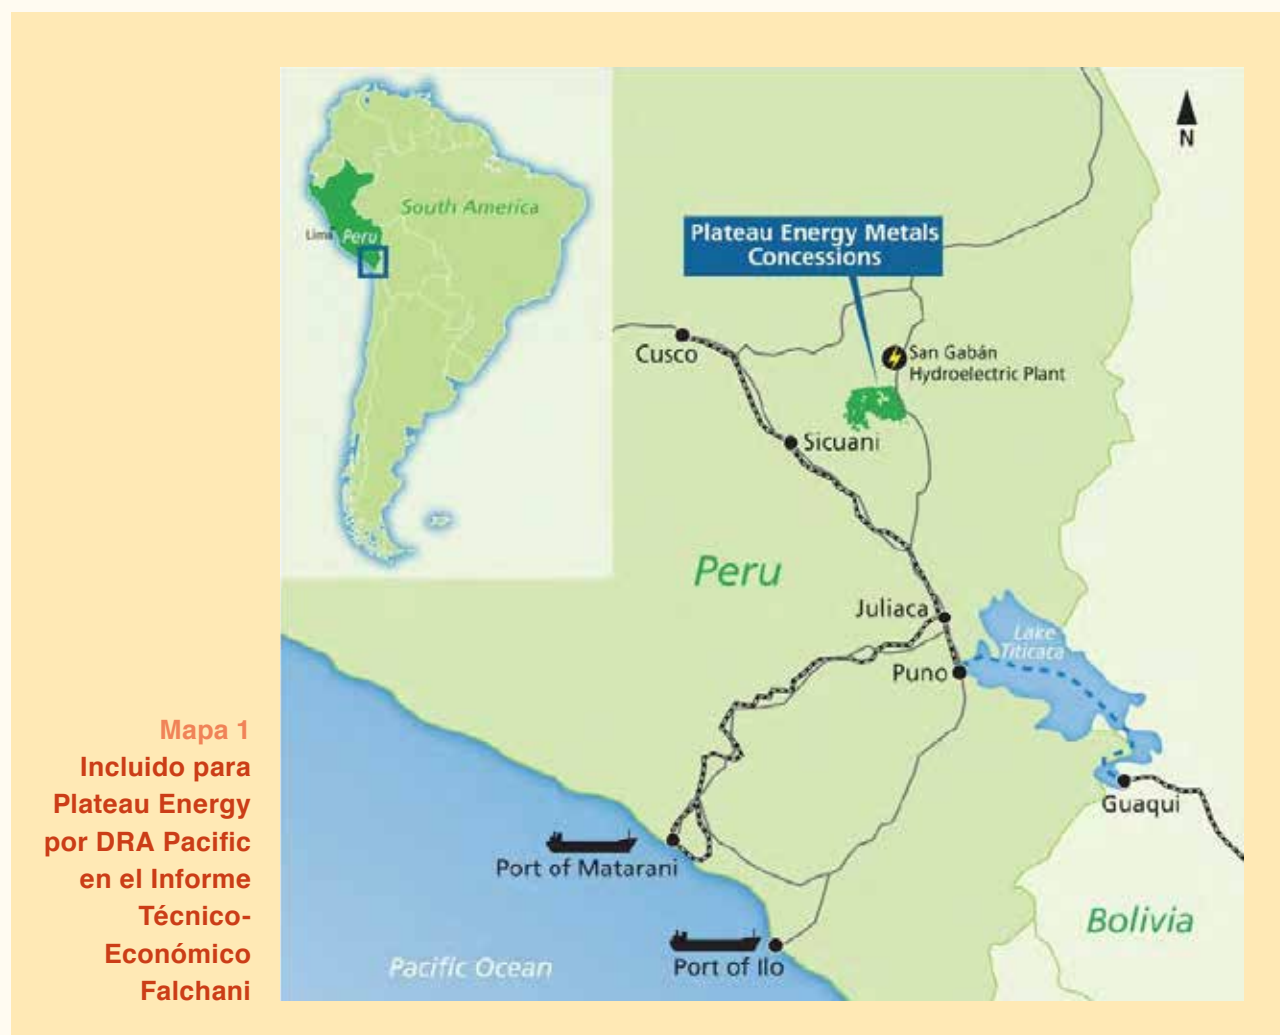 South America
Lima
Peru
N
Plateau Energy Metals
Concessions
Cusco
San Gabán
Hydroelectric Plant
Sicuani
Peru
Juliaca
Lake
Titicaca
Puno
Guaqui
Port of Matarani
Bolivia
Pacific Ocean
Port of Ilo
Mapa 1
Incluido para
Plateau Energy
por DRA Pacific
en el Informe
Técnico-
Económico
Falchani